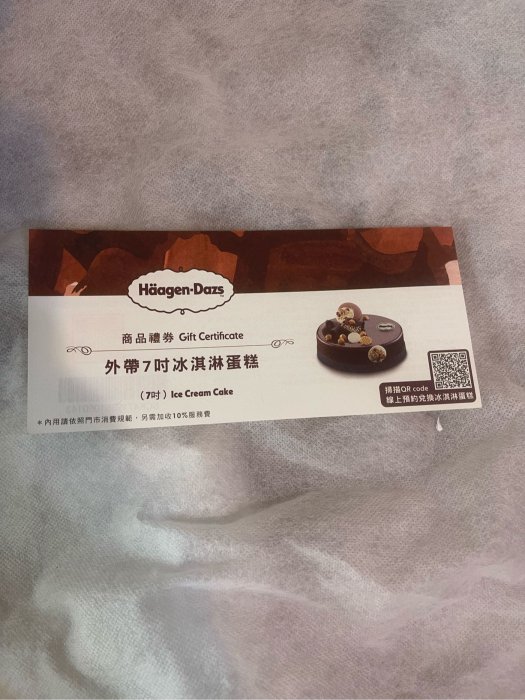 Häagen-Dazs
商品禮券 Gift Certificate
外帶7吋冰淇淋蛋糕
(7吋) Ice Cream Cake
*內用請依照門市消費規範,另需加收10%服務費
掃描QR code
線上預約兌換冰淇淋蛋糕